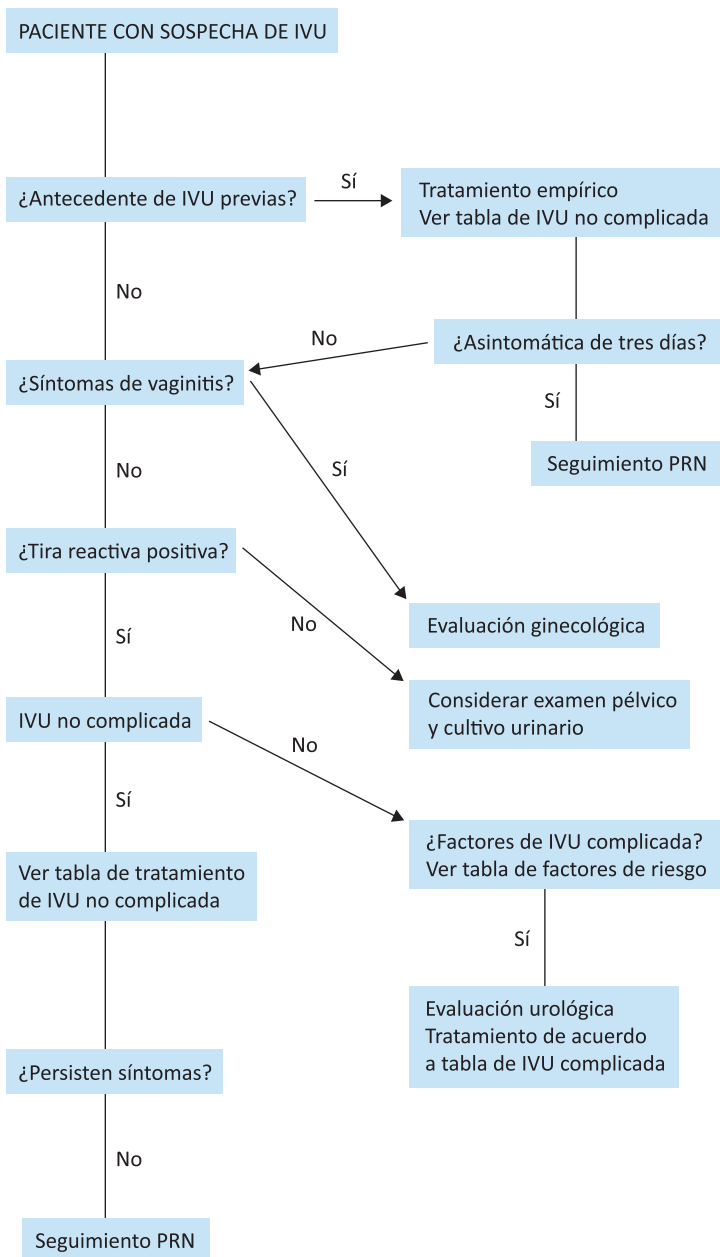 PACIENTE CON SOSPECHA DE IVU
¿Antecedente de IVU previas?
Sí
Tratamiento empírico
Ver tabla de IVU no complicada
No
No
¿Asintomática de tres días?
¿Síntomas de vaginitis?
Sí
No
Sí
Seguimiento PRN
¿Tira reactiva positiva?
Sí
No
Evaluación ginecológica
IVU no complicada
Considerar examen pélvico
y cultivo urinario
No
Sí
¿Factores de IVU complicada?
Ver tabla de factores de riesgo
Ver tabla de tratamiento
de IVU no complicada
Sí
Evaluación urológica
Tratamiento de acuerdo
a tabla de IVU complicada
¿Persisten síntomas?
No
Seguimiento PRN